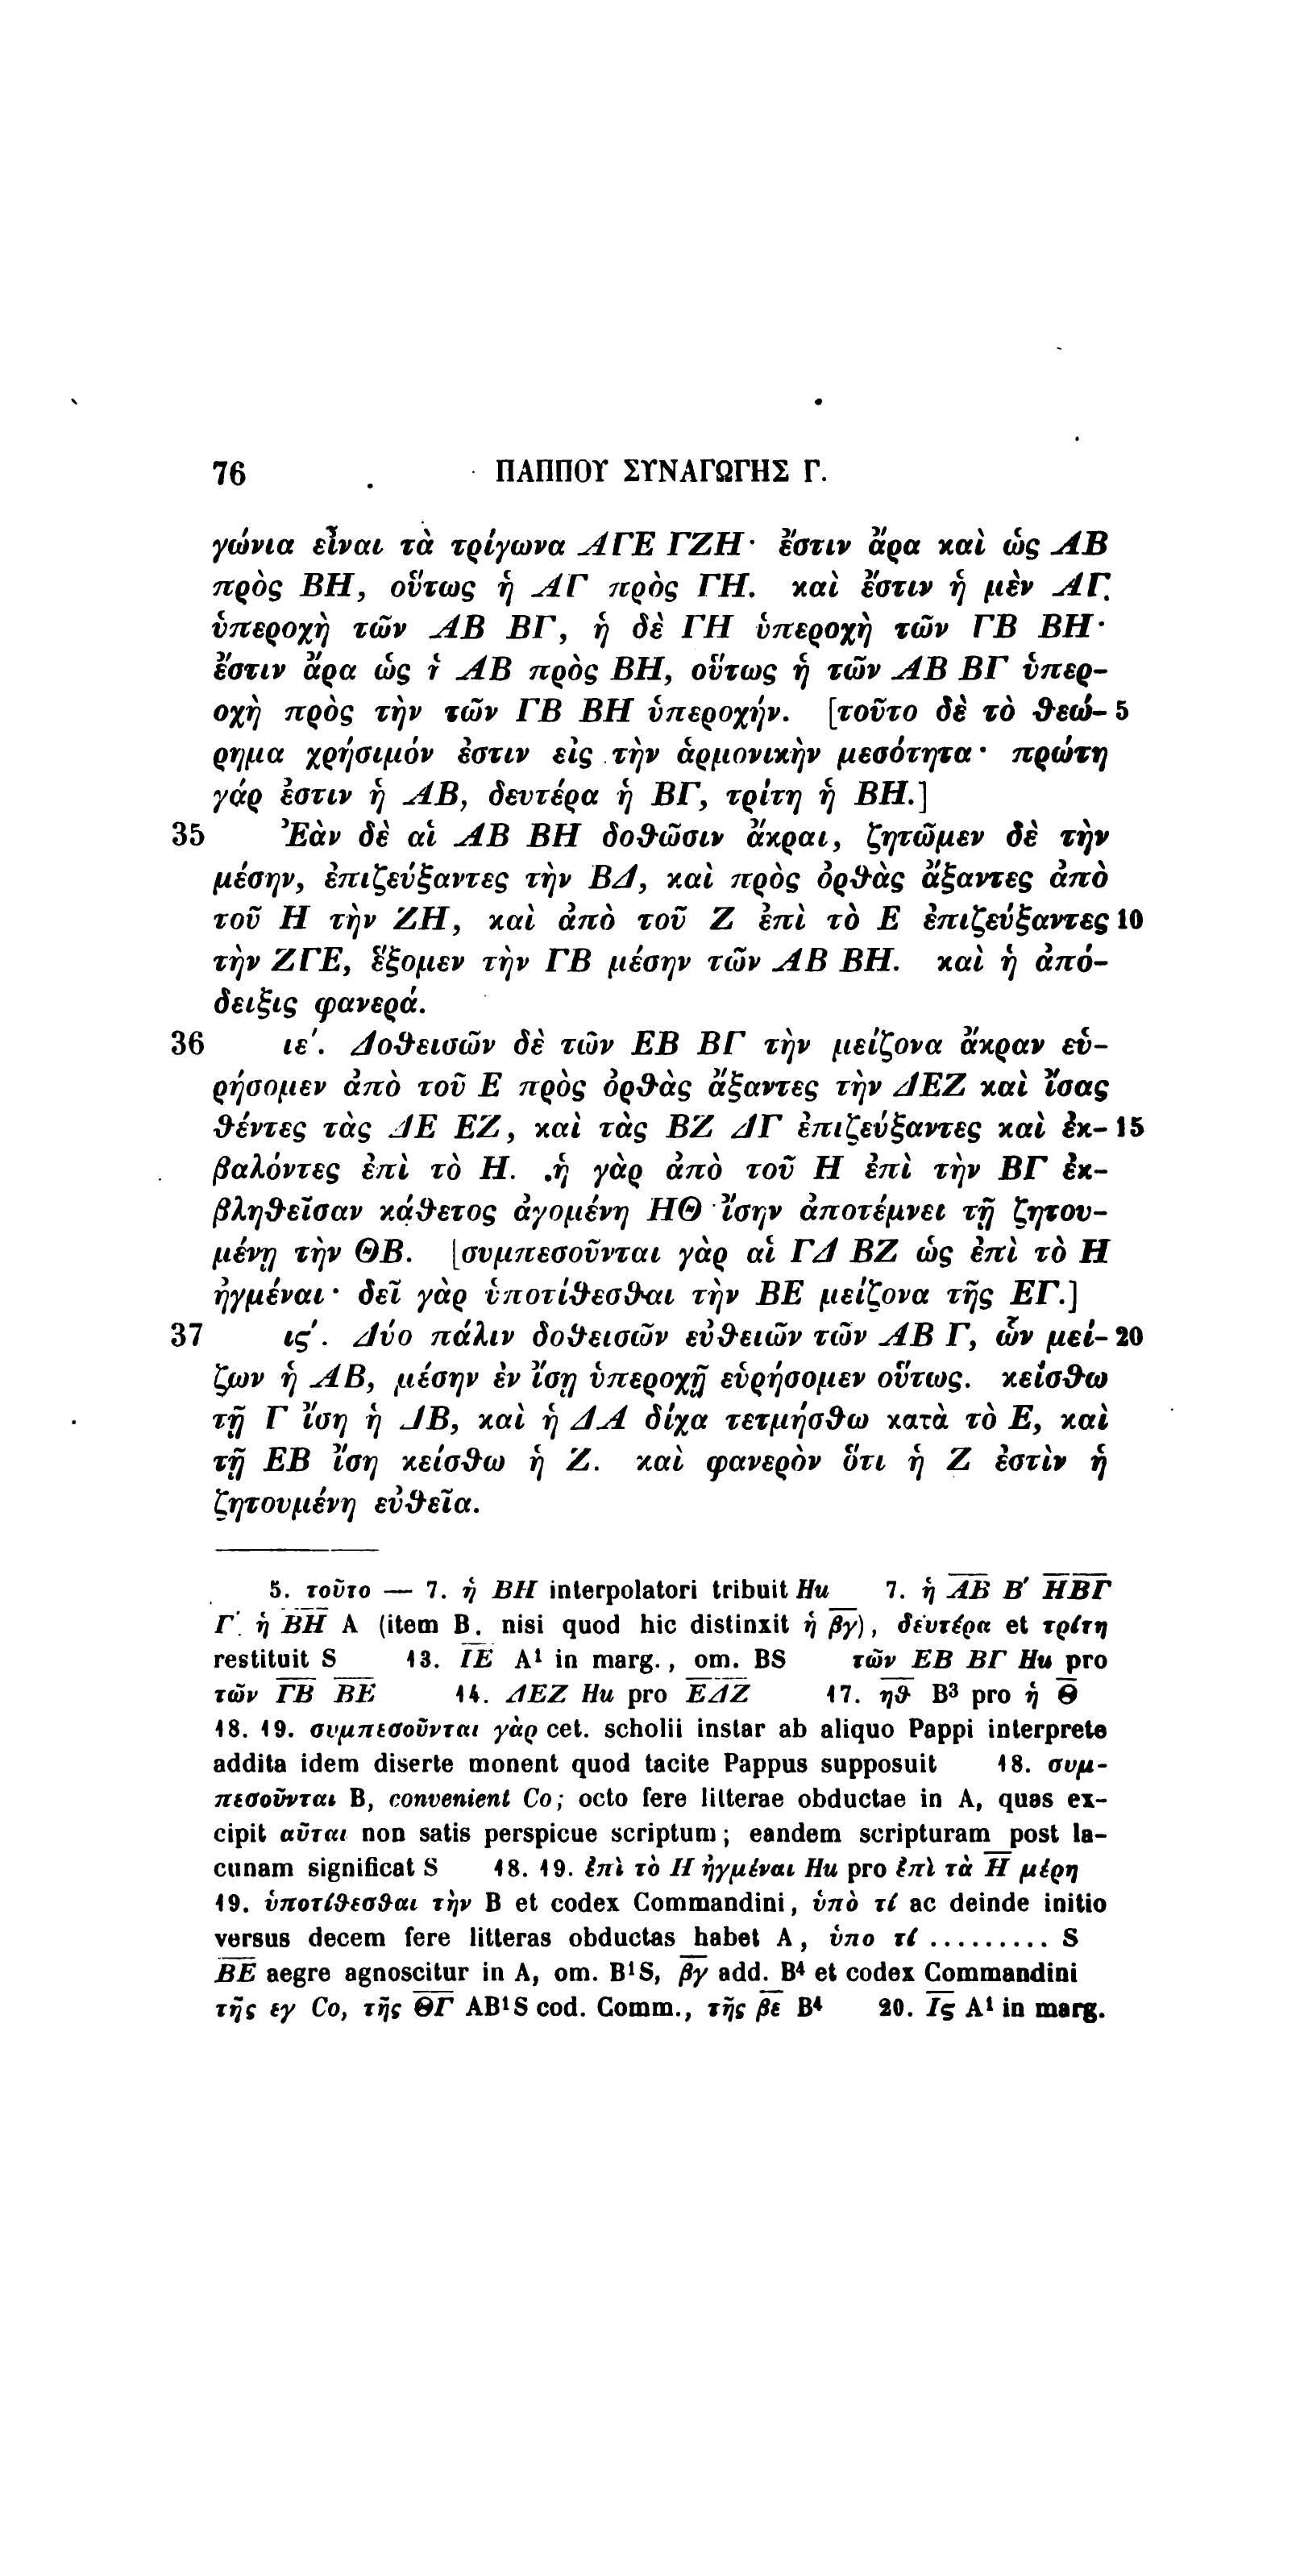 76 ΠΑΠΠΟΥ ΣΥΝΑΓΩΓΗΣ Γ.
γώνια εἶναι τὰ τρίγωνα ΑΓΕ ΓΖΗ· ἔστιν ἄρα καὶ ὡς ΑΒ
πρὸς ΒΗ, οὕτως ἡ ΑΓ πρὸς ΓΗ. καὶ ἔστιν ἡ μὲν ΑΓ
ὑπεροχὴ τῶν ΑΒ ΒΓ, ἡ δὲ ΓΗ ὑπεροχὴ τῶν ΓΒ ΒΗ·
ἔστιν ἄρα ὡς ἡ ΑΒ πρὸς ΒΗ, οὕτως ἡ τῶν ΑΒ ΒΓ ὑπερ-
οχὴ πρὸς τὴν τῶν ΓΒ ΒΗ ὑπεροχήν. [τοῦτο δὲ τὸ θεώ- 5
ρημα χρήσιμόν ἐστιν εἰς τὴν ἁρμονικὴν μεσότητα· πρώτη
γάρ ἐστιν ἡ ΑΒ, δευτέρα ἡ ΒΓ, τρίτη ἡ ΒΗ.]
35 Ἐὰν δὲ αἱ ΑΒ ΒΗ δοθῶσιν ἄκραι, ζητῶμεν δὲ τὴν
μέσην, ἐπιζεύξαντες τὴν ΒΔ, καὶ πρὸς ὀρθὰς ἄξαντες ἀπὸ
τοῦ Η τὴν ΖΗ, καὶ ἀπὸ τοῦ Ζ ἐπὶ τὸ Ε ἐπιζεύξαντες 10
τὴν ΖΓΕ, ἕξομεν τὴν ΓΒ μέσην τῶν ΑΒ ΒΗ. καὶ ἡ ἀπό-
δειξις φανερά.
36 ιε΄. Δοθεισῶν δὲ τῶν ΕΒ ΒΓ τὴν μείζονα ἄκραν εὑ-
ρήσομεν ἀπὸ τοῦ Ε πρὸς ὀρθὰς ἄξαντες τὴν ΔΕΖ καὶ ἴσας
θέντες τὰς ΔΕ ΕΖ, καὶ τὰς ΒΖ ΔΓ ἐπιζεύξαντες καὶ ἐκ- 15
βαλόντες ἐπὶ τὸ Η. ἡ γὰρ ἀπὸ τοῦ Η ἐπὶ τὴν ΒΓ ἐκ-
βληθεῖσαν κάθετος ἀγομένη ΗΘ ἴσην ἀποτέμνει τῇ ζητου-
μένῃ τὴν ΘΒ. [συμπεσοῦνται γὰρ αἱ ΓΔ ΒΖ ὡς ἐπὶ τὸ Η
ἠγμέναι· δεῖ γὰρ ὑποτίθεσθαι τὴν ΒΕ μείζονα τῆς ΕΓ.]
37 ις΄. Δύο πάλιν δοθεισῶν εὐθειῶν τῶν ΑΒ Γ, ὧν μεί- 20
ζων ἡ ΑΒ, μέσην ἐν ἴσῃ ὑπεροχῇ εὑρήσομεν οὕτως. κείσθω
τῇ Γ ἴση ἡ ΔΒ, καὶ ἡ ΔΑ δίχα τετμήσθω κατὰ τὸ Ε, καὶ
τῇ ΕΒ ἴση κείσθω ἡ Ζ. καὶ φανερὸν ὅτι ἡ Ζ ἐστὶν ἡ
ζητουμένη εὐθεῖα.
5. τοῦτο — 7. ἡ ΒΗ interpolatori tribuit Hu 7. ἡ Α̅Β̅ Β΄ Η̅Β̅Γ̅
Γ΄. ἡ Β̅Η̅ A (item B, nisi quod hic distinxit ἡ β̅γ̅), δευτέρα et τρίτη
restituit S 13. Ι̅Ε̅ A¹ in marg., om. BS τῶν ΕΒ ΒΓ Hu pro
τῶν Γ̅Β̅ Β̅Ε̅ 14. ΔΕΖ Hu pro Ε̅Δ̅Ζ̅ 17. η̅θ̅ B³ pro ἡ Θ̅
18. 19. συμπεσοῦνται γὰρ cet. scholii instar ab aliquo Pappi interprete
addita idem diserte monent quod tacite Pappus supposuit 18. συμ-
πεσοῦνται B, convenient Co; octo fere litterae obductae in A, quas ex-
cipit αῦται non satis perspicue scriptum; eandem scripturam post la-
cunam significat S 18. 19. ἐπὶ τὸ Η ἠγμέναι Hu pro ἐπὶ τὰ Η̅ μέρη
19. ὑποτίθεσθαι τὴν B et codex Commandini, ὑπὸ τί ac deinde initio
versus decem fere litteras obductas habet A, ὑπο τί ......... S
Β̅Ε̅ aegre agnoscitur in A, om. B¹S, β̅γ̅ add. B⁴ et codex Commandini
τῆς εγ Co, τῆς Θ̅Γ̅ AB¹S cod. Comm., τῆς β̅ε̅ B⁴ 20. Ι̅ς̅ A¹ in marg.